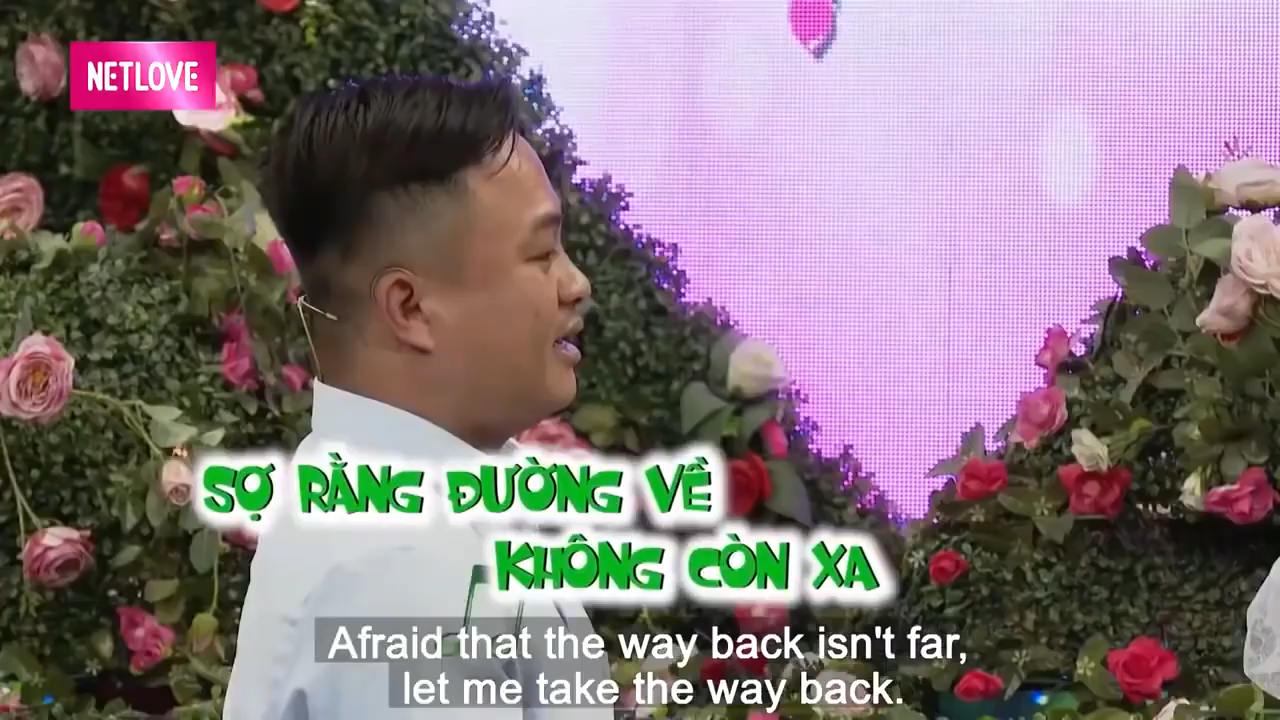 NETLOVE
SỢ RẰNG ĐƯỜNG VỀ
KHÔNG CÒN XA
Afraid that the way back isn't far,
let me take the way back.